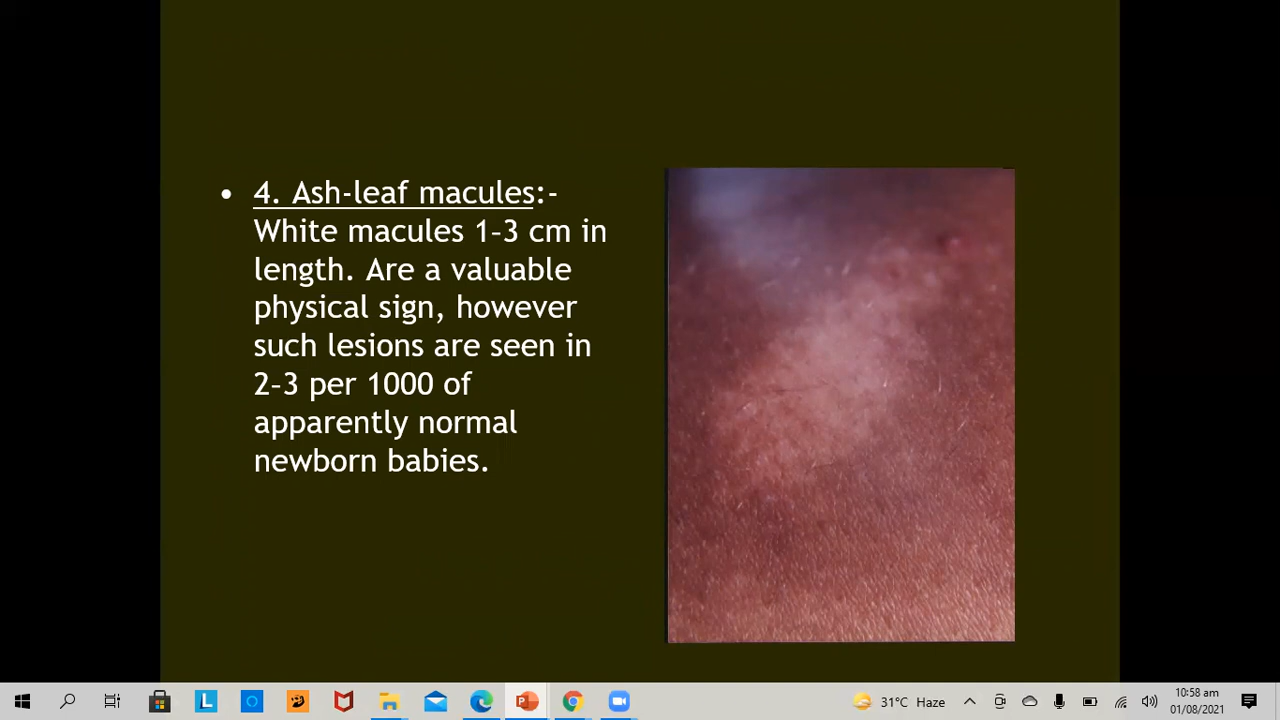 • 4. Ash-leaf macules:-
White macules 1-3 cm in
length. Are a valuable
physical sign, however
such lesions are seen in
2-3 per 1000 of
apparently normal
newborn babies.
L
31°C Haze
10:58 am
01/08/2021